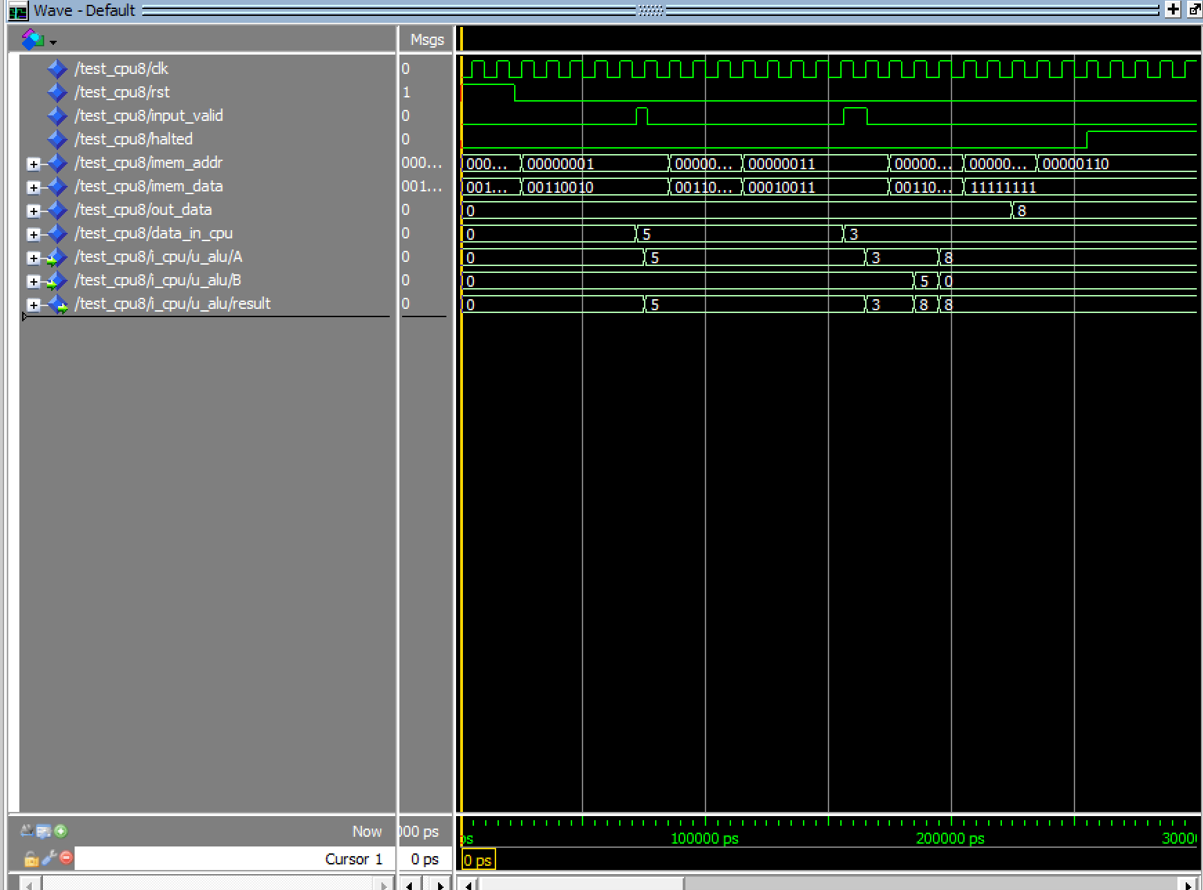 Wave - Default
Msgs
/test_cpu8/clk 0
/test_cpu8/rst 1
/test_cpu8/input_valid 0
/test_cpu8/halted 0
/test_cpu8/imem_addr 000... 000... 00000001 00000... 00000011 00000... 00000... 00000110
/test_cpu8/imem_data 001... 001... 00110010 00110... 00010011 00110... 11111111
/test_cpu8/out_data 0 0 8
/test_cpu8/data_in_cpu 0 0 5 3
/test_cpu8/i_cpu/u_alu/A 0 0 5 3 8
/test_cpu8/i_cpu/u_alu/B 0 0 5 0
/test_cpu8/i_cpu/u_alu/result 0 0 5 3 8 8
Now 000 ps ps 100000 ps 200000 ps 30000
Cursor 1 0 ps 0 ps